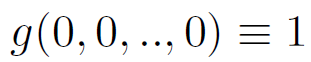 g(0, 0, .., 0) ≡ 1